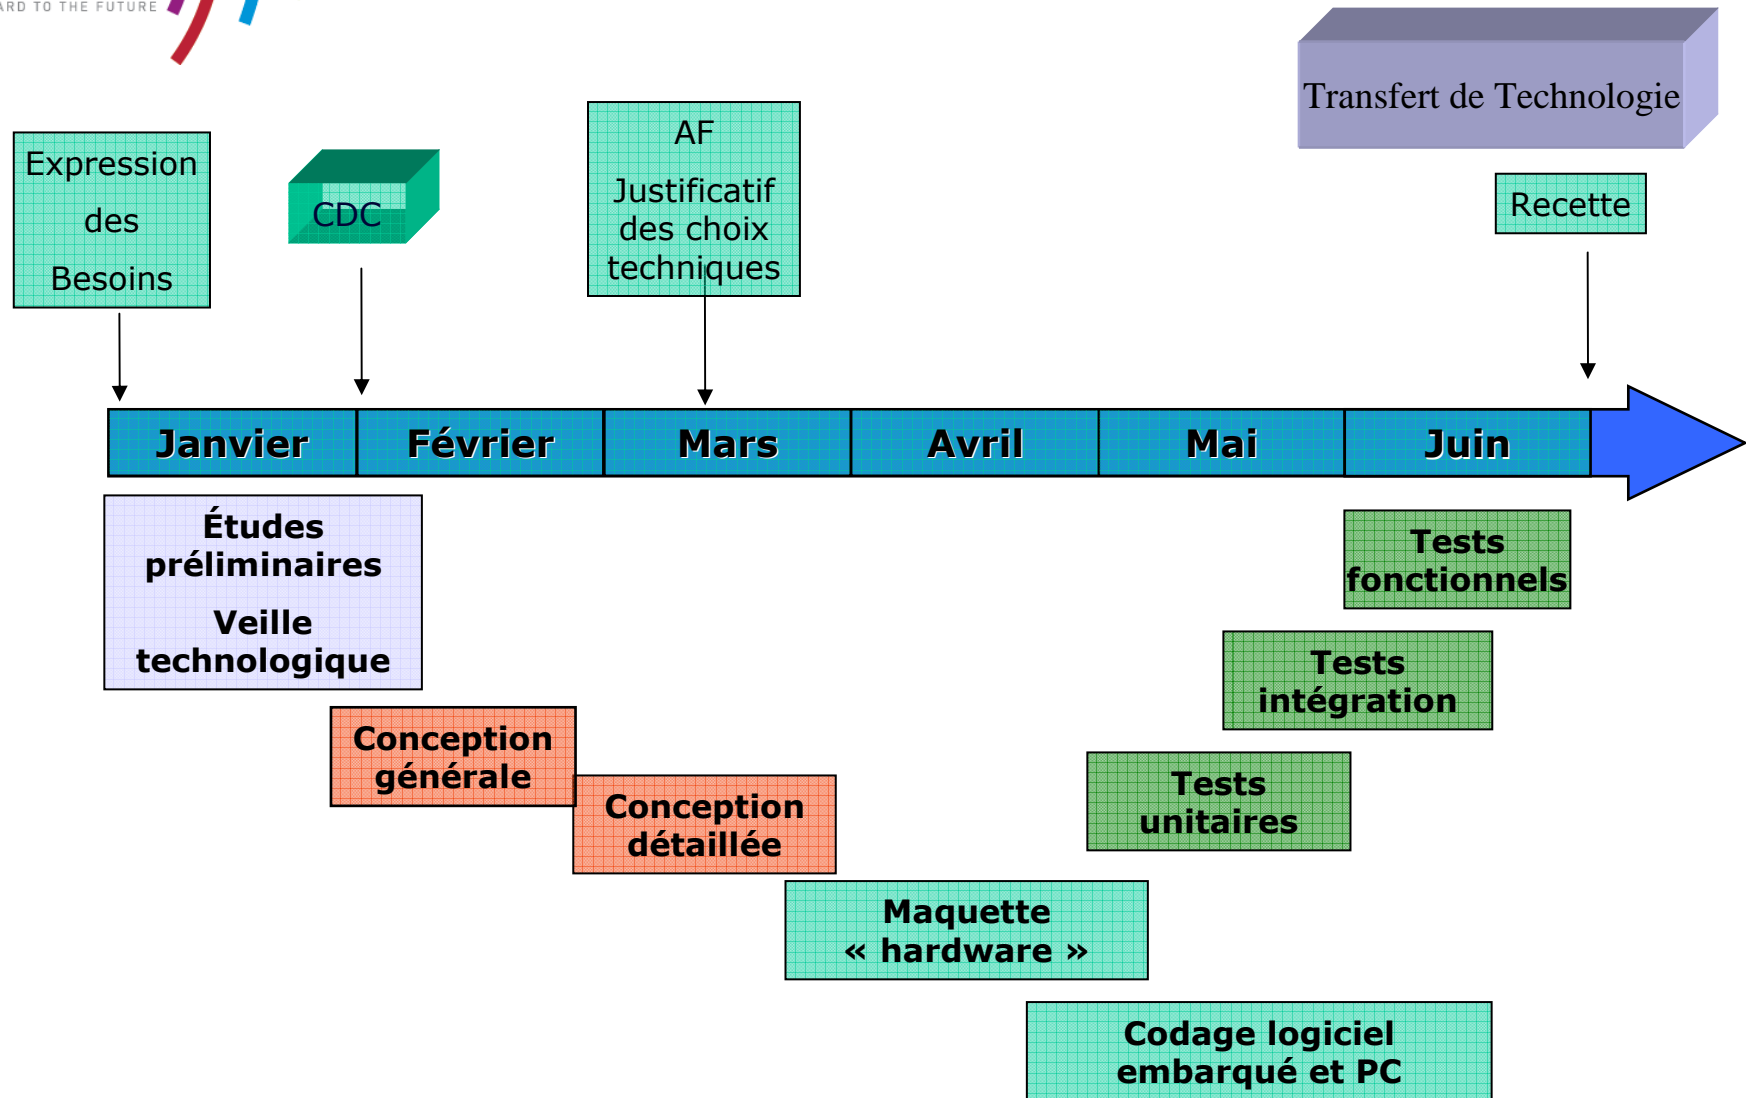 ARD TO THE FUTURE
Transfert de Technologie
Expression
des
Besoins
CDC
AF
Justificatif
des choix
techniques
Recette
Janvier
Février
Mars
Avril
Mai
Juin
Études
préliminaires
Veille
technologique
Tests
fonctionnels
Tests
intégration
Conception
générale
Tests
unitaires
Conception
détaillée
Maquette
« hardware »
Codage logiciel
embarqué et PC